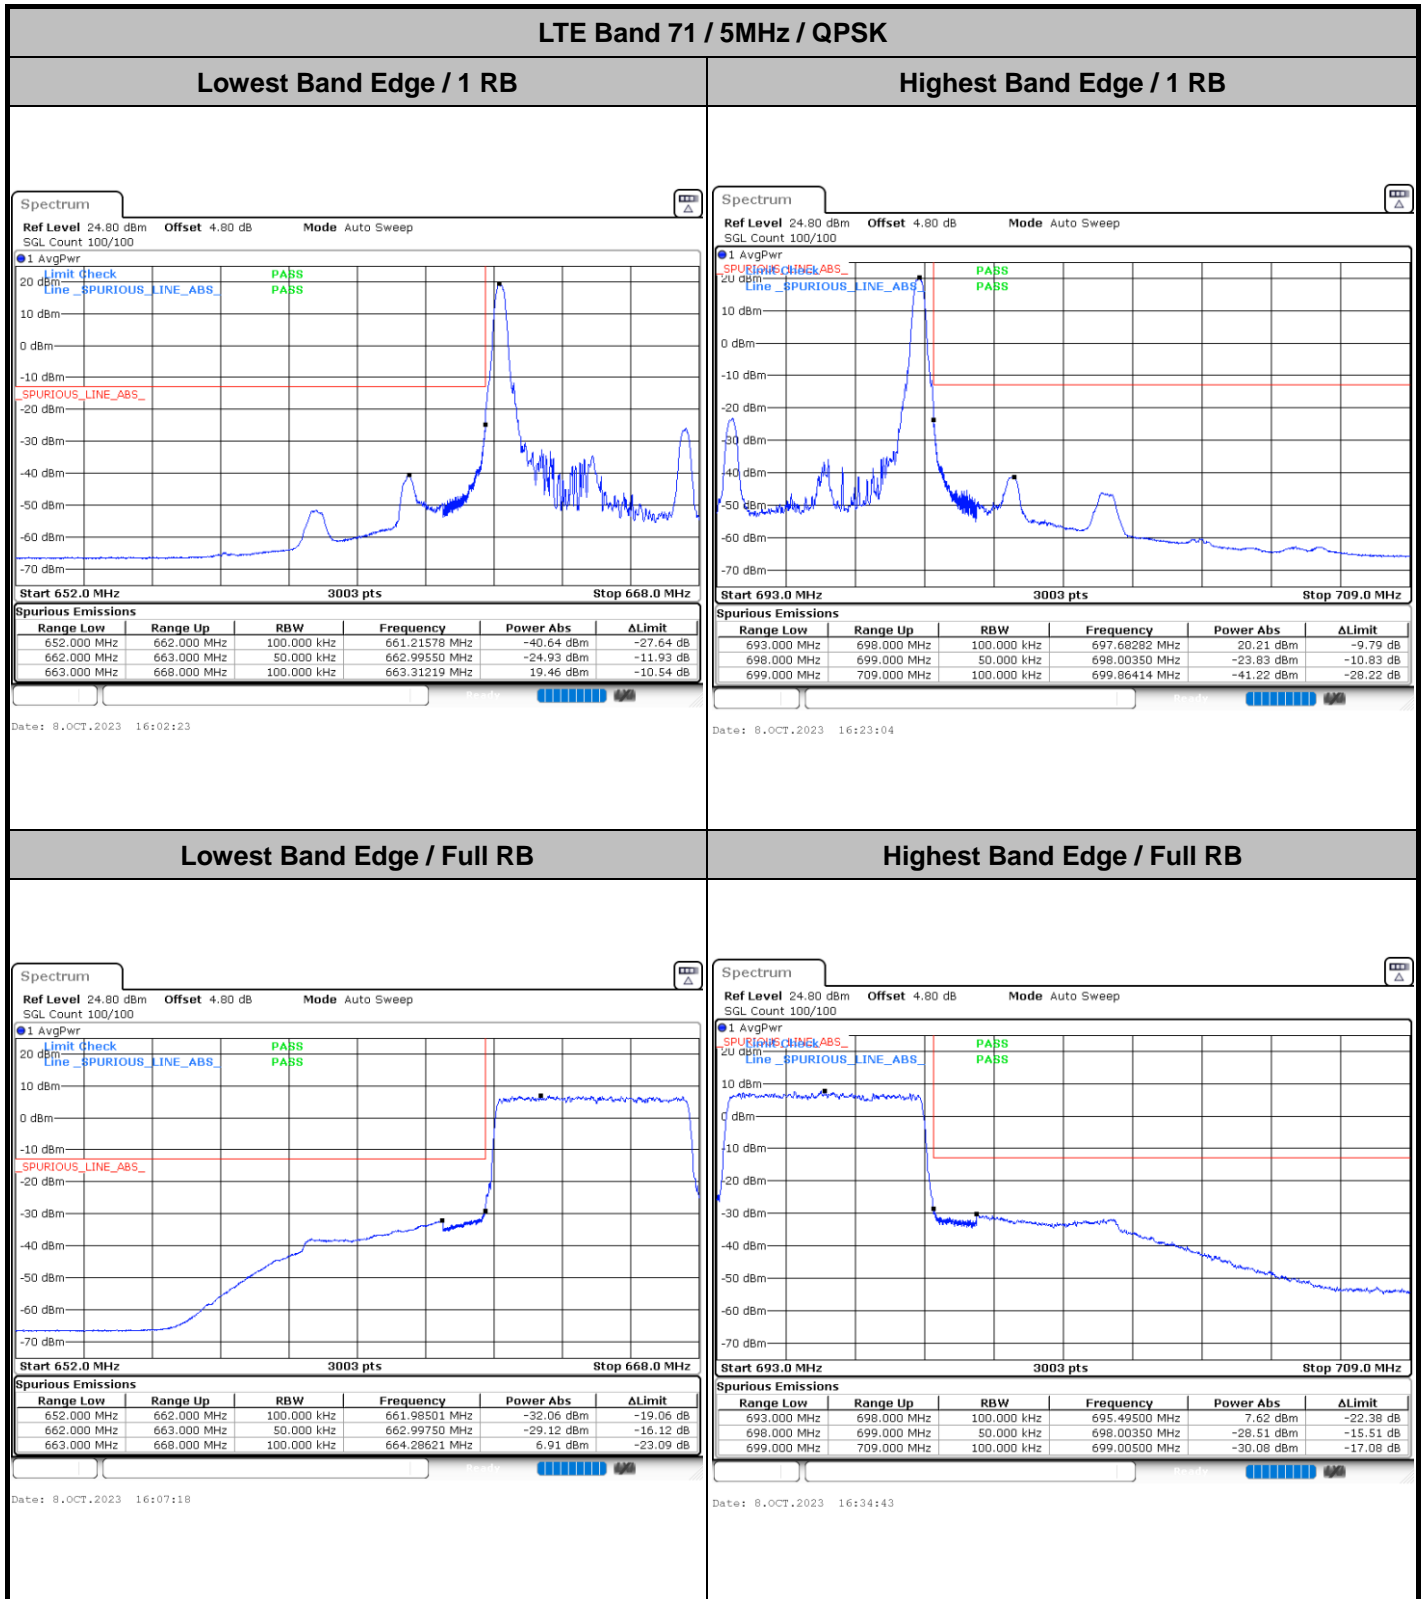 LTE Band 71 / 5MHz / QPSK
Lowest Band Edge / 1 RB
Highest Band Edge / 1 RB
Spectrum
Ref Level 24.80 dBm Offset 4.80 dB Mode Auto Sweep
SGL Count 100/100
1 AvgPwr
Limit Check PASS
20 dBm
Line _SPURIOUS_LINE_ABS_ PASS
10 dBm
0 dBm
-10 dBm
_SPURIOUS_LINE_ABS_
-20 dBm
-30 dBm
-40 dBm
-50 dBm
-60 dBm
-70 dBm
Start 652.0 MHz 3003 pts Stop 668.0 MHz
Spurious Emissions
Range Low Range Up RBW Frequency Power Abs ΔLimit
652.000 MHz 662.000 MHz 100.000 kHz 661.21578 MHz -40.64 dBm -27.64 dB
662.000 MHz 663.000 MHz 50.000 kHz 662.99550 MHz -24.93 dBm -11.93 dB
663.000 MHz 668.000 MHz 100.000 kHz 663.31219 MHz 19.46 dBm -10.54 dB
Ready
Date: 8.OCT.2023 16:02:23
Spectrum
Ref Level 24.80 dBm Offset 4.80 dB Mode Auto Sweep
SGL Count 100/100
1 AvgPwr
_SPURIOUS_LINE_ABS_
Limit Check PASS
20 dBm
Line _SPURIOUS_LINE_ABS_ PASS
10 dBm
0 dBm
-10 dBm
-20 dBm
-30 dBm
-40 dBm
-50 dBm
-60 dBm
-70 dBm
Start 693.0 MHz 3003 pts Stop 709.0 MHz
Spurious Emissions
Range Low Range Up RBW Frequency Power Abs ΔLimit
693.000 MHz 698.000 MHz 100.000 kHz 697.68282 MHz 20.21 dBm -9.79 dB
698.000 MHz 699.000 MHz 50.000 kHz 698.00350 MHz -23.83 dBm -10.83 dB
699.000 MHz 709.000 MHz 100.000 kHz 699.86414 MHz -41.22 dBm -28.22 dB
Ready
Date: 8.OCT.2023 16:23:04
Lowest Band Edge / Full RB
Highest Band Edge / Full RB
Spectrum
Ref Level 24.80 dBm Offset 4.80 dB Mode Auto Sweep
SGL Count 100/100
1 AvgPwr
Limit Check PASS
20 dBm
Line _SPURIOUS_LINE_ABS_ PASS
10 dBm
0 dBm
-10 dBm
_SPURIOUS_LINE_ABS_
-20 dBm
-30 dBm
-40 dBm
-50 dBm
-60 dBm
-70 dBm
Start 652.0 MHz 3003 pts Stop 668.0 MHz
Spurious Emissions
Range Low Range Up RBW Frequency Power Abs ΔLimit
652.000 MHz 662.000 MHz 100.000 kHz 661.98501 MHz -32.06 dBm -19.06 dB
662.000 MHz 663.000 MHz 50.000 kHz 662.99750 MHz -29.12 dBm -16.12 dB
663.000 MHz 668.000 MHz 100.000 kHz 664.28621 MHz 6.91 dBm -23.09 dB
Ready
Date: 8.OCT.2023 16:07:18
Spectrum
Ref Level 24.80 dBm Offset 4.80 dB Mode Auto Sweep
SGL Count 100/100
1 AvgPwr
_SPURIOUS_LINE_ABS_
Limit Check PASS
20 dBm
Line _SPURIOUS_LINE_ABS_ PASS
10 dBm
0 dBm
-10 dBm
-20 dBm
-30 dBm
-40 dBm
-50 dBm
-60 dBm
-70 dBm
Start 693.0 MHz 3003 pts Stop 709.0 MHz
Spurious Emissions
Range Low Range Up RBW Frequency Power Abs ΔLimit
693.000 MHz 698.000 MHz 100.000 kHz 695.49500 MHz 7.62 dBm -22.38 dB
698.000 MHz 699.000 MHz 50.000 kHz 698.00350 MHz -28.51 dBm -15.51 dB
699.000 MHz 709.000 MHz 100.000 kHz 699.00500 MHz -30.08 dBm -17.08 dB
Ready
Date: 8.OCT.2023 16:34:43